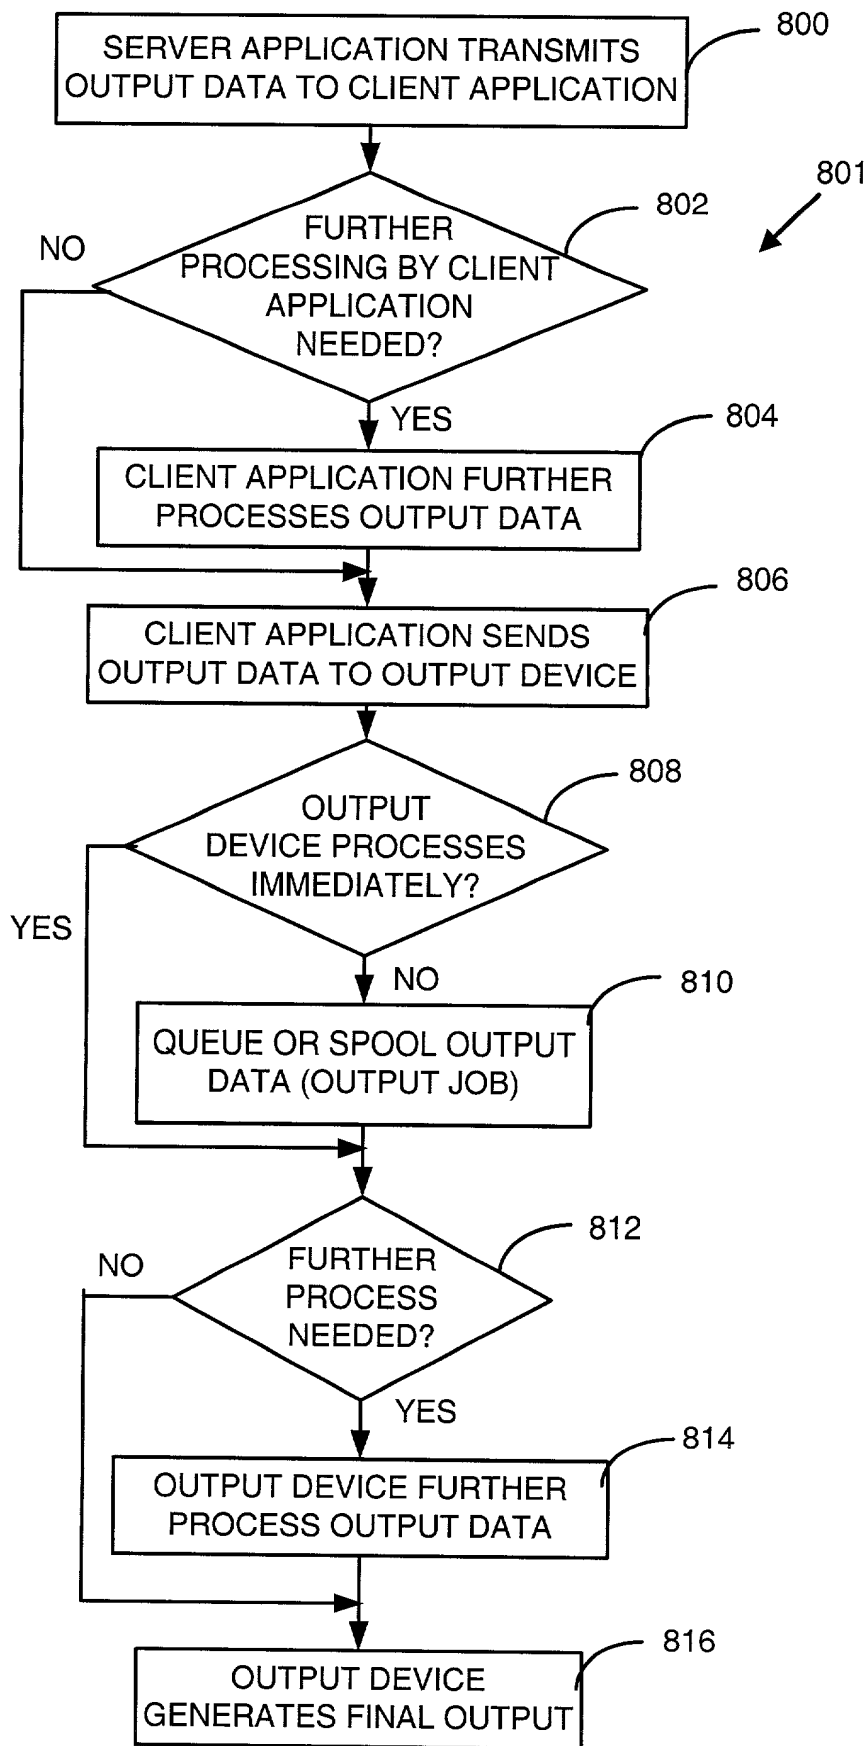 800
SERVER APPLICATION TRANSMITS
OUTPUT DATA TO CLIENT APPLICATION
801
802
NO
FURTHER
PROCESSING BY CLIENT
APPLICATION
NEEDED?
YES
804
CLIENT APPLICATION FURTHER
PROCESSES OUTPUT DATA
806
CLIENT APPLICATION SENDS
OUTPUT DATA TO OUTPUT DEVICE
808
OUTPUT
DEVICE PROCESSES
IMMEDIATELY?
YES
NO
810
QUEUE OR SPOOL OUTPUT
DATA (OUTPUT JOB)
812
NO
FURTHER
PROCESS
NEEDED?
YES
814
OUTPUT DEVICE FURTHER
PROCESS OUTPUT DATA
816
OUTPUT DEVICE
GENERATES FINAL OUTPUT